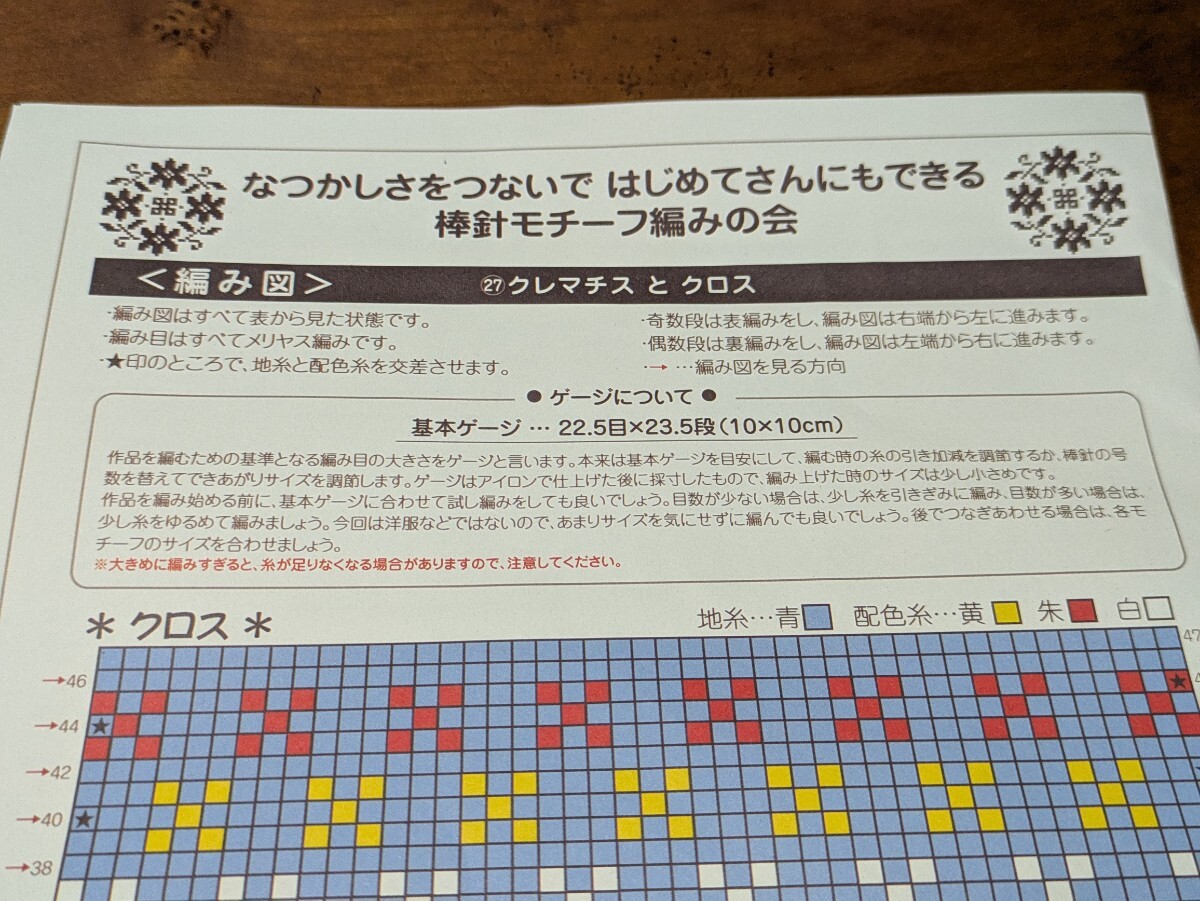 なつかしさをつないで はじめてさんにもできる
棒針モチーフ編みの会
＜編み図＞ ㉗クレマチス と クロス
・編み図はすべて表から見た状態です。
・編み目はすべてメリヤス編みです。
・★印のところで、地糸と配色糸を交差させます。
・奇数段は表編みをし、編み図は右端から左に進みます。
・偶数段は裏編みをし、編み図は左端から右に進みます。
・→ …編み図を見る方向
● ゲージについて ●
基本ゲージ … 22.5目×23.5段（10×10cm）
作品を編むための基準となる編み目の大きさをゲージと言います。本来は基本ゲージを目安にして、編む時の糸の引き加減を調節するか、棒針の号
数を替えてできあがりサイズを調節します。ゲージはアイロンで仕上げた後に採寸したもので、編み上げた時のサイズは少し小さめです。
作品を編み始める前に、基本ゲージに合わせて試し編みをしても良いでしょう。目数が少ない場合は、少し糸を引きぎみに編み、目数が多い場合は、
少し糸をゆるめて編みましょう。今回は洋服などではないので、あまりサイズを気にせずに編んでも良いでしょう。後でつなぎあわせる場合は、各モ
チーフのサイズを合わせましょう。
※大きめに編みすぎると、糸が足りなくなる場合がありますので、注意してください。
＊ クロス ＊
地糸…青 配色糸…黄 朱 白
47
→46
→44
→42
→40
→38